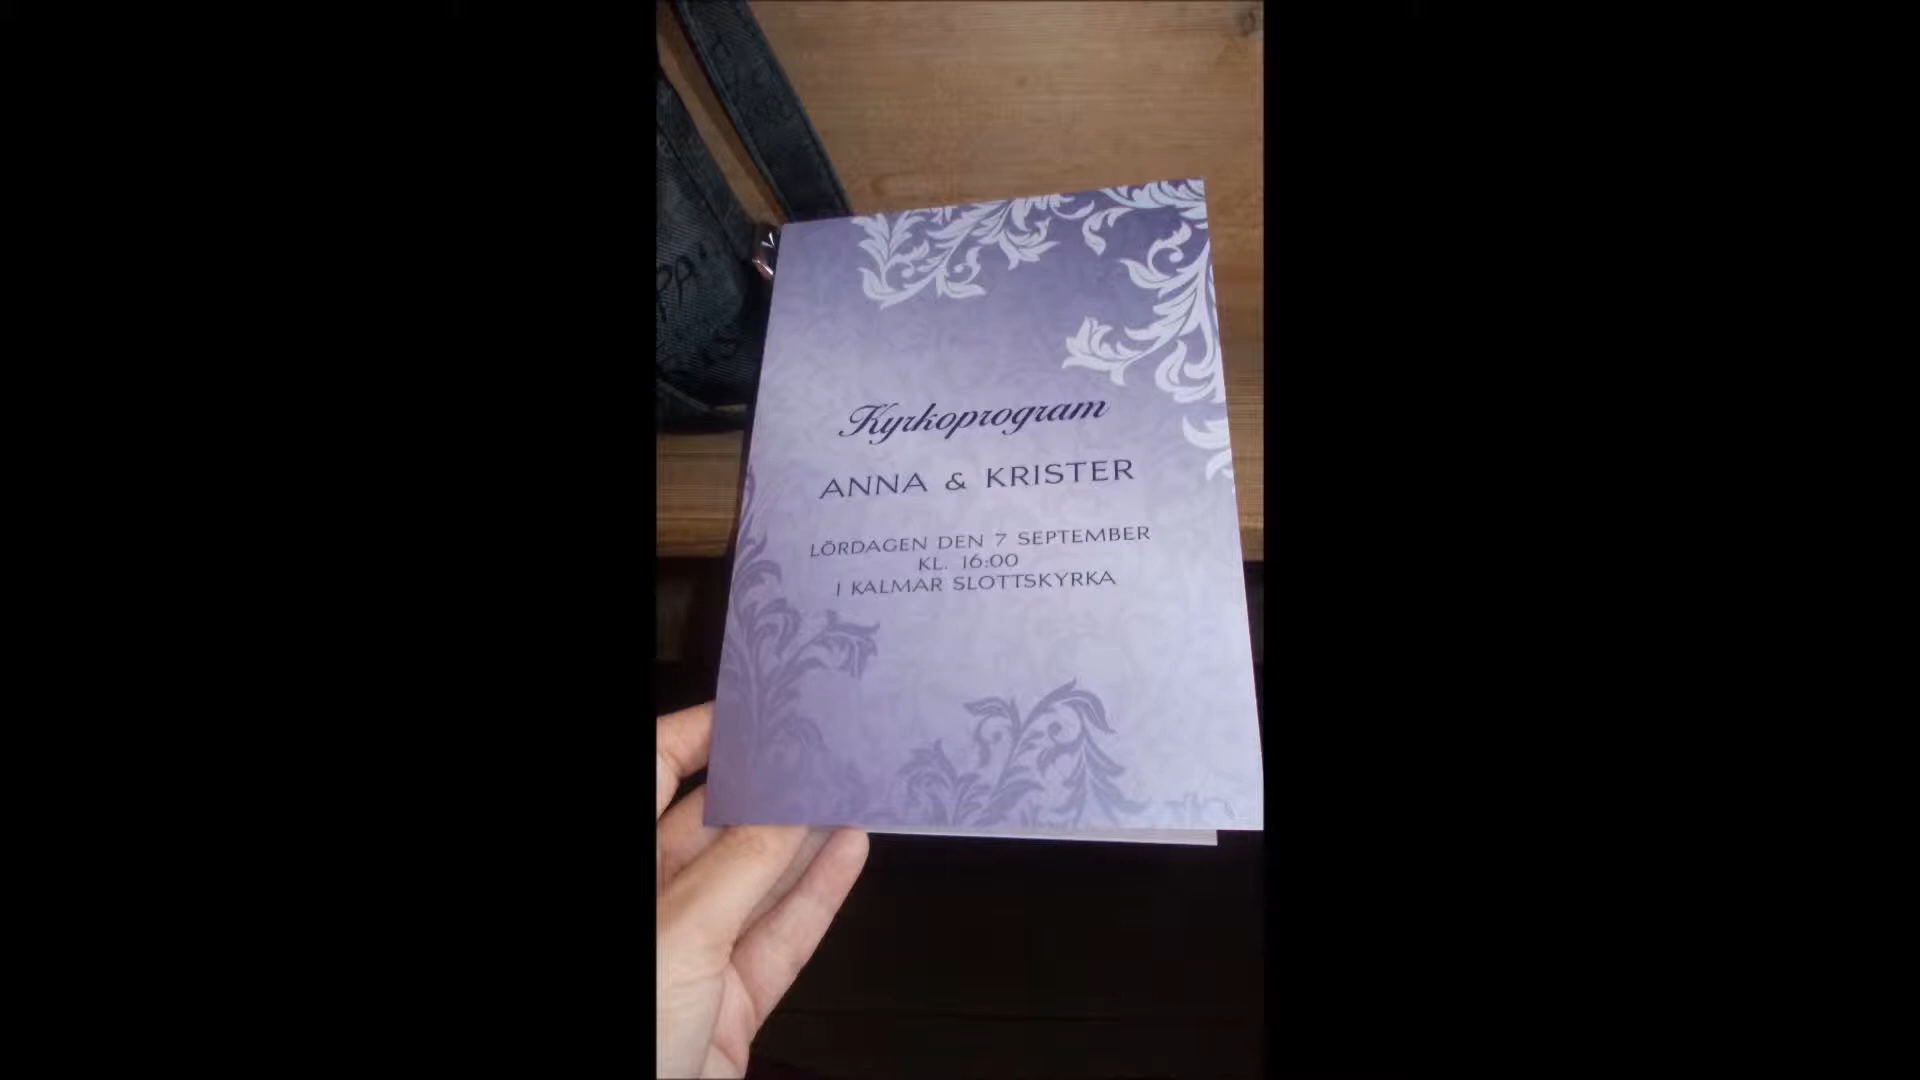 Kyrkoprogram
ANNA & KRISTER
LÖRDAGEN DEN 7 SEPTEMBER
KL. 16:00
I KALMAR SLOTTSKYRKA